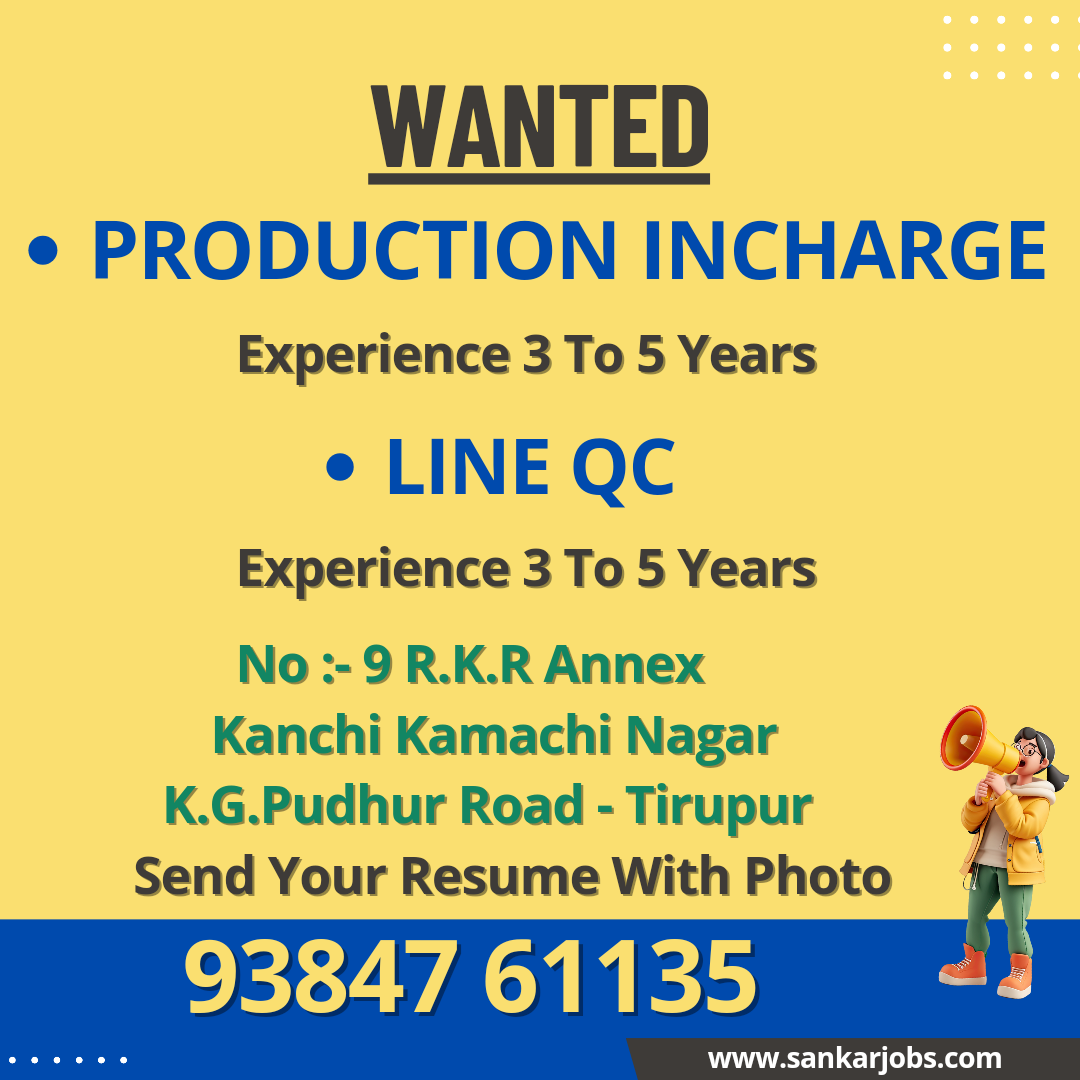 WANTED
• PRODUCTION INCHARGE
Experience 3 To 5 Years
• LINE QC
Experience 3 To 5 Years
No :- 9 R.K.R Annex
Kanchi Kamachi Nagar
K.G.Pudhur Road - Tirupur
Send Your Resume With Photo
93847 61135
www.sankarjobs.com